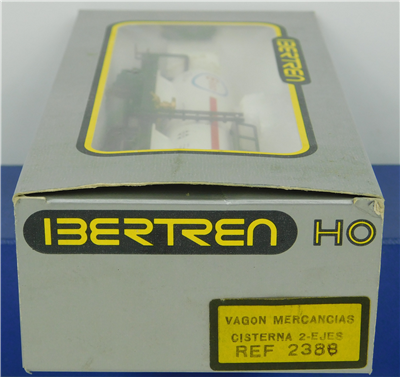 IBERTREN
IBERTREN HO
VAGON MERCANCIAS
CISTERNA 2-EJES
REF 2386